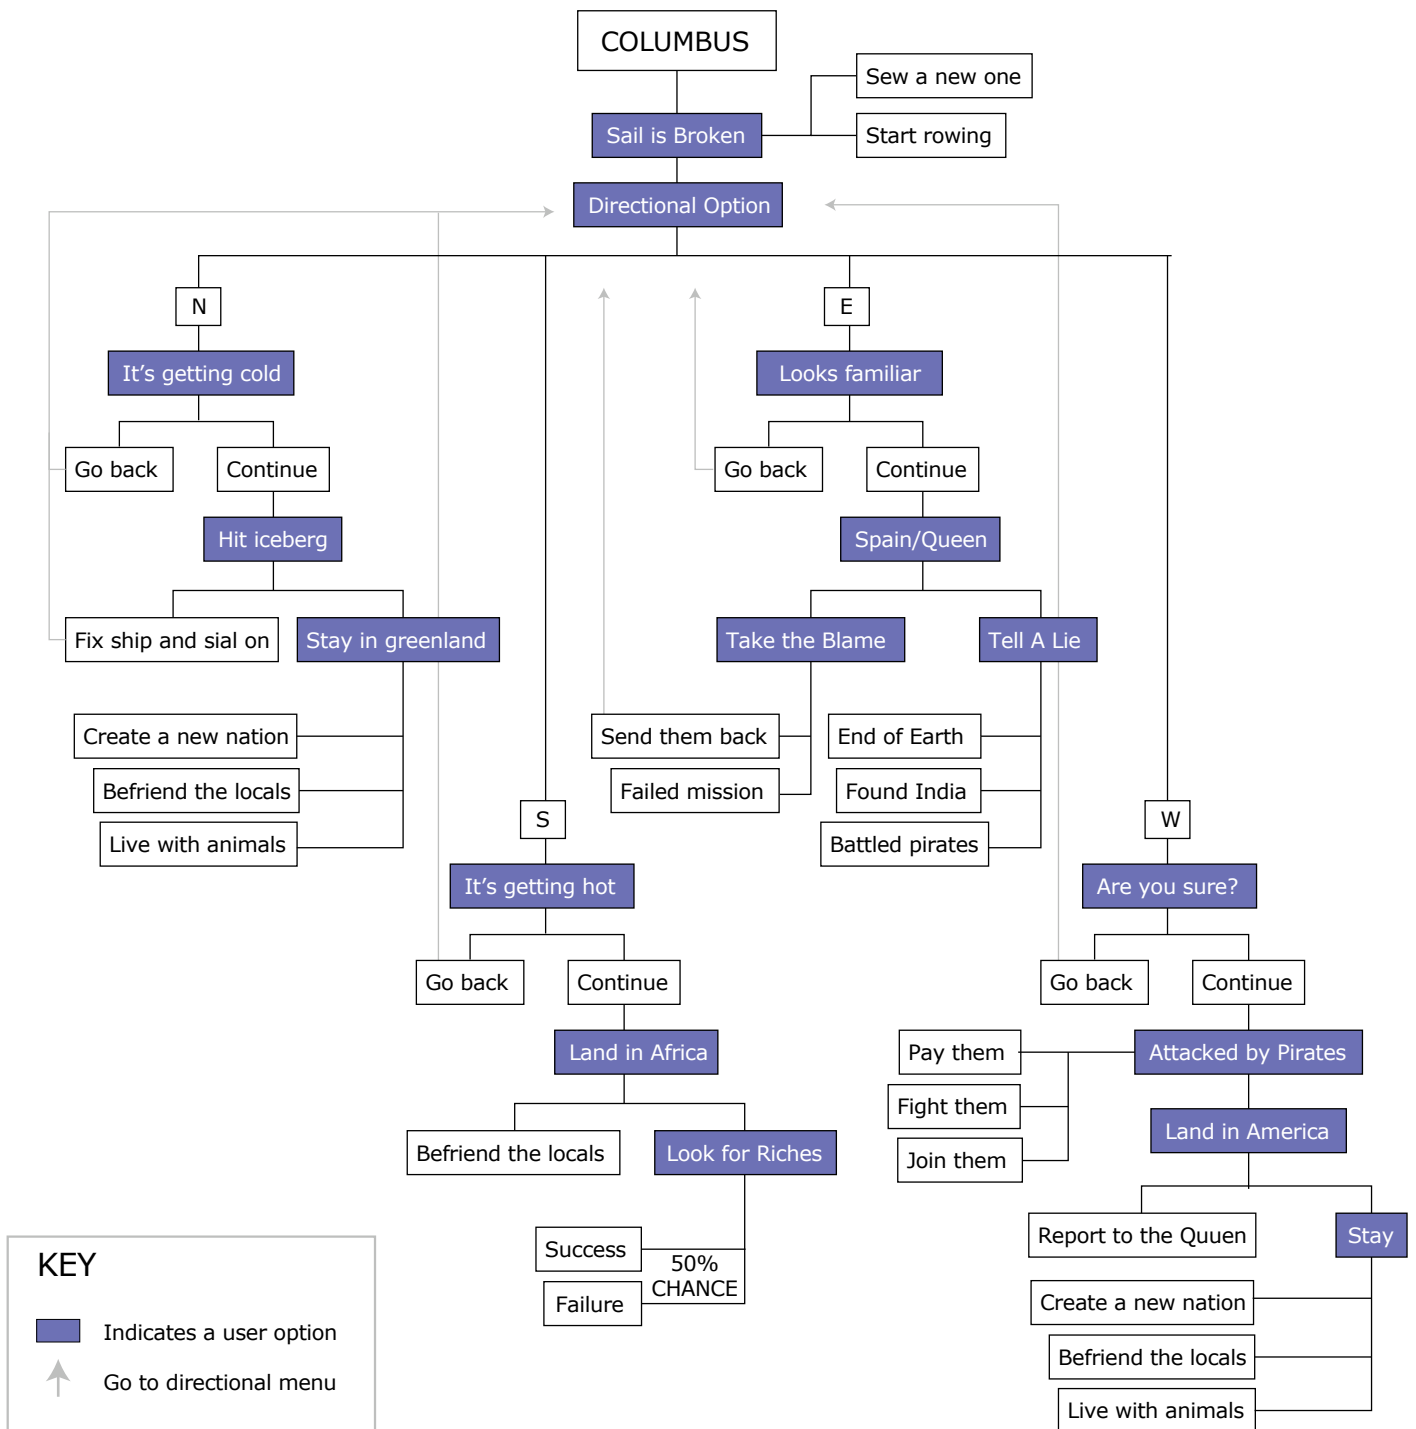 COLUMBUS
Sew a new one
Sail is Broken
Start rowing
Directional Option
N
E
It's getting cold
Looks familiar
Go back
Continue
Go back
Continue
Hit iceberg
Spain/Queen
Fix ship and sial on
Stay in greenland
Take the Blame
Tell A Lie
Create a new nation
Send them back
End of Earth
Befriend the locals
Failed mission
Found India
Live with animals
S
Battled pirates
W
It's getting hot
Are you sure?
Go back
Continue
Go back
Continue
Land in Africa
Pay them
Attacked by Pirates
Fight them
Land in America
Befriend the locals
Look for Riches
Join them
Report to the Quuen
Stay
Success
50%
CHANCE
Failure
Create a new nation
Befriend the locals
Live with animals
KEY
Indicates a user option
Go to directional menu